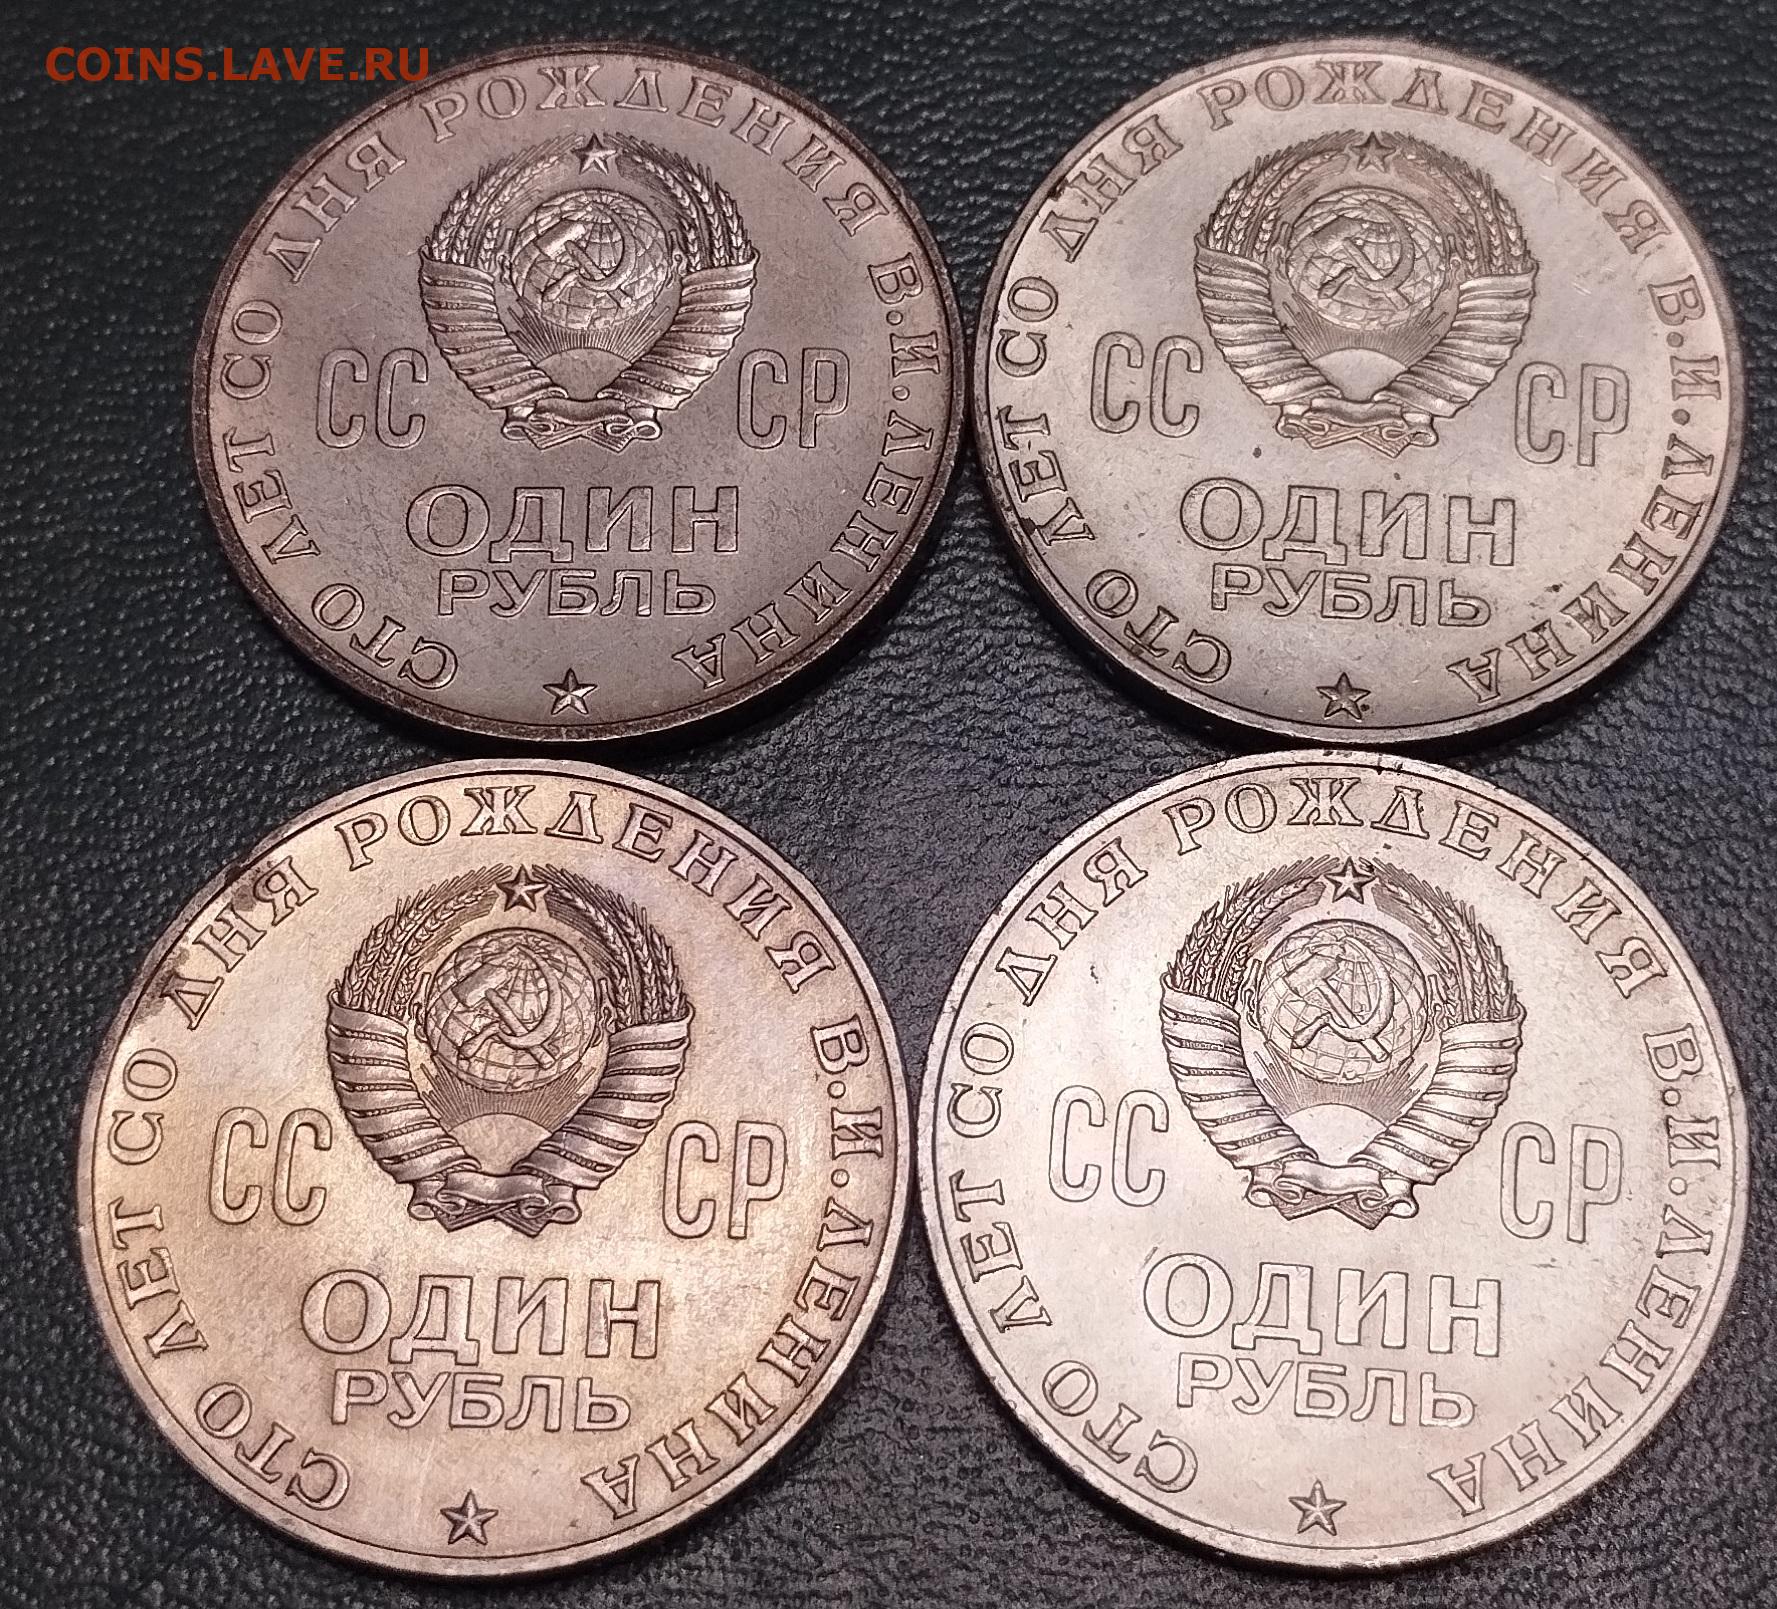 COINS.LAVE.RU
СТО ЛЕТ СО ДНЯ РОЖДЕНИЯ В.И.ЛЕНИНА
СС СР
ОДИН
РУБЛЬ
СТО ЛЕТ СО ДНЯ РОЖДЕНИЯ В.И.ЛЕНИНА
СС СР
ОДИН
РУБЛЬ
СТО ЛЕТ СО ДНЯ РОЖДЕНИЯ В.И.ЛЕНИНА
СС СР
ОДИН
РУБЛЬ
СТО ЛЕТ СО ДНЯ РОЖДЕНИЯ В.И.ЛЕНИНА
СС СР
ОДИН
РУБЛЬ